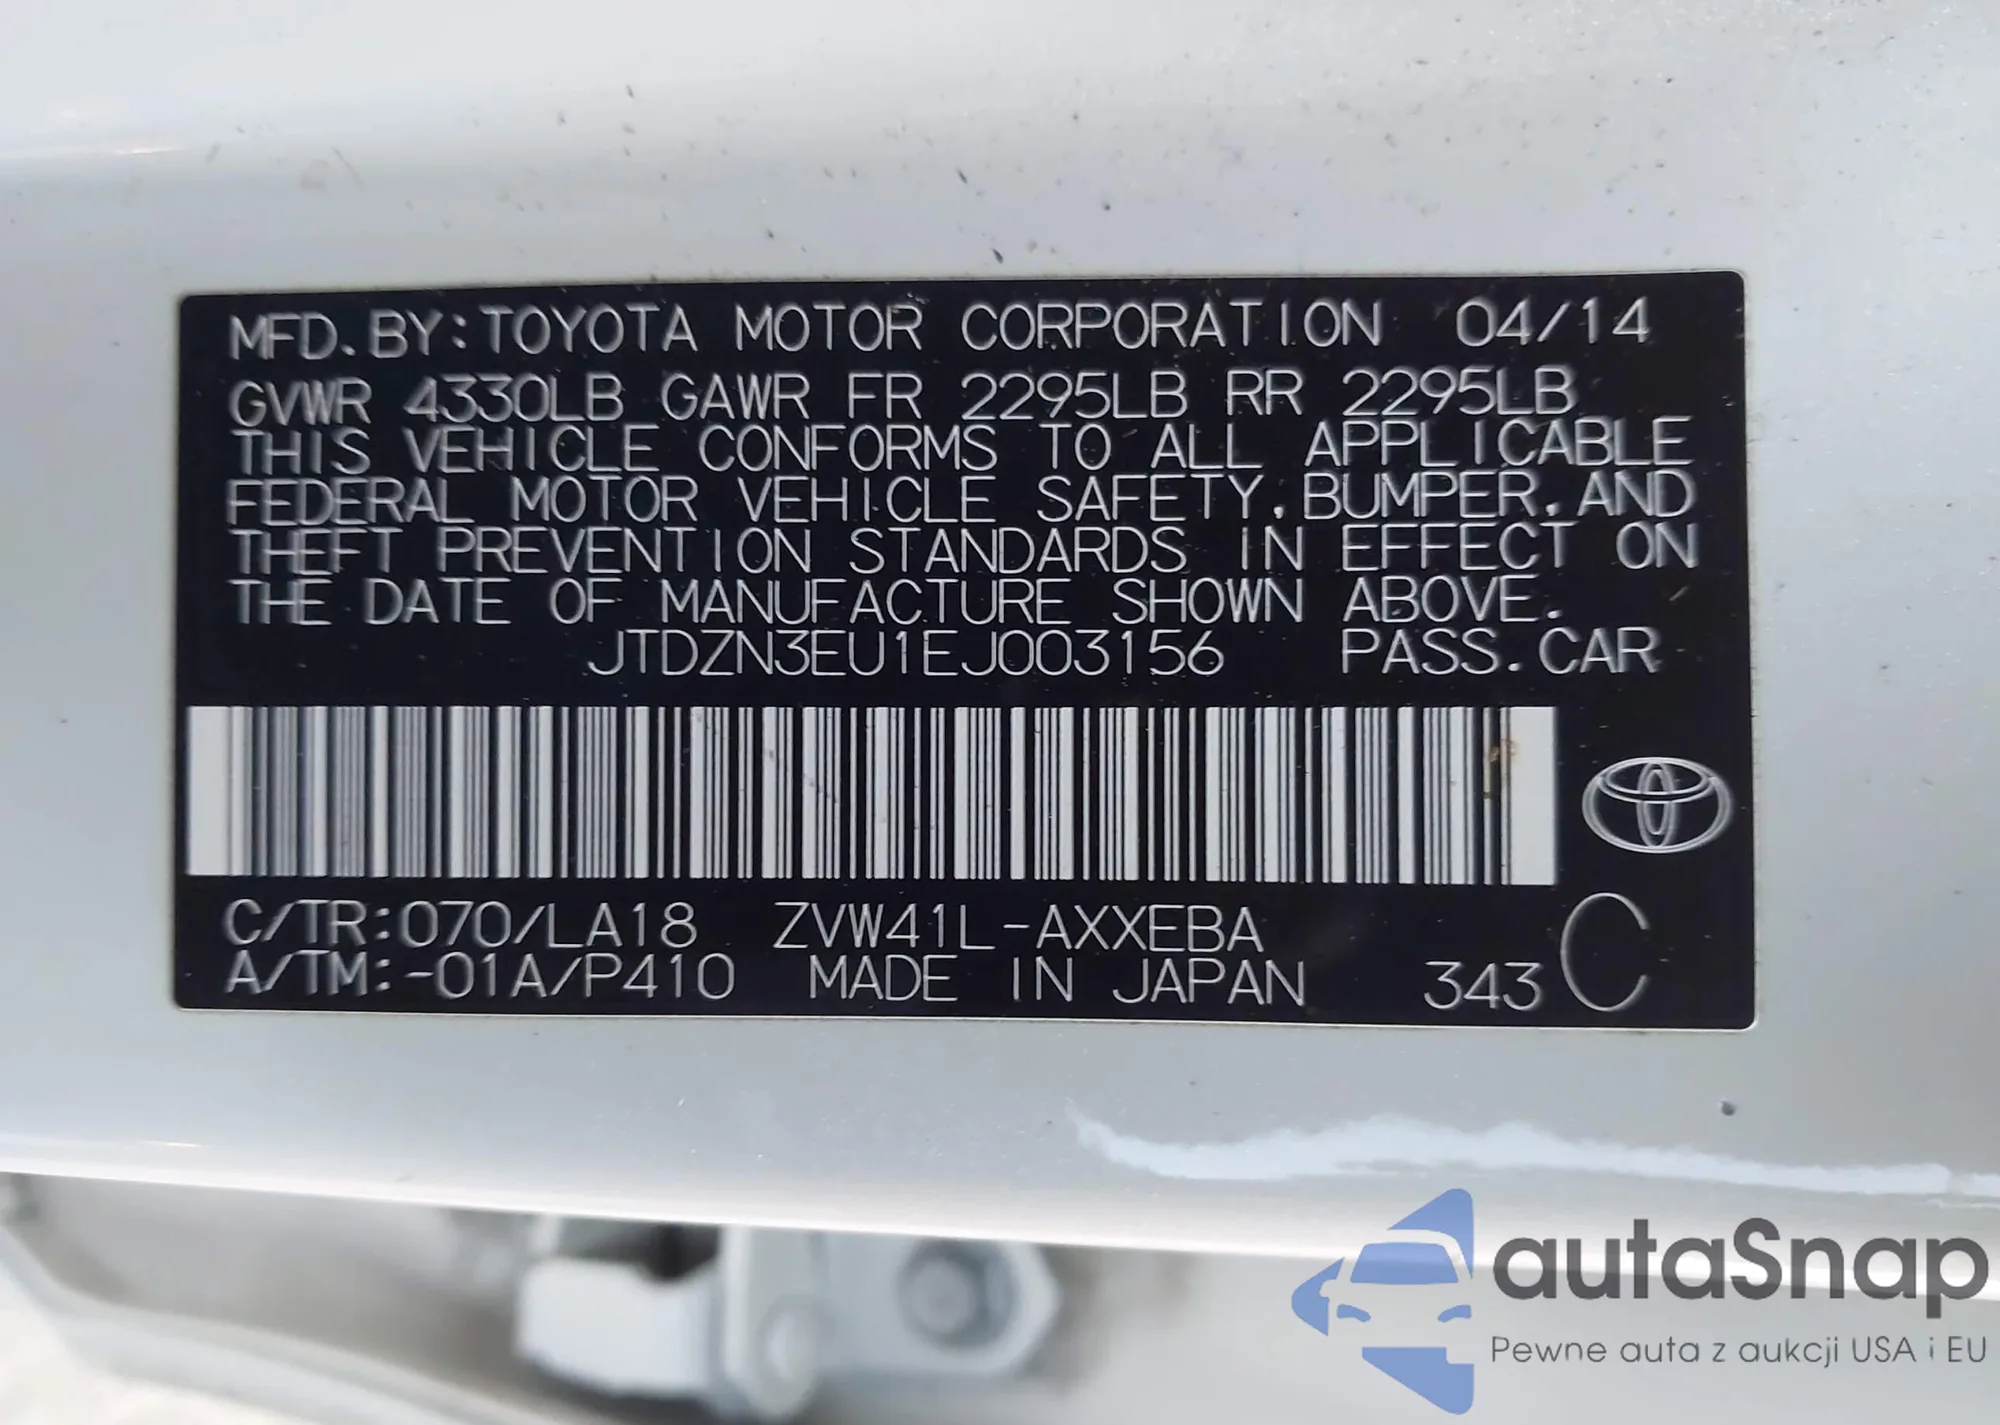 MFD.BY:TOYOTA MOTOR CORPORATION 04/14
GVWR 4330LB GAWR FR 2295LB RR 2295LB
THIS VEHICLE CONFORMS TO ALL APPLICABLE
FEDERAL MOTOR VEHICLE SAFETY.BUMPER.AND
THEFT PREVENTION STANDARDS IN EFFECT ON
THE DATE OF MANUFACTURE SHOWN ABOVE.
JTDZN3EU1EJ003156 PASS.CAR
C/TR:070/LA18 ZVW41L-AXXEBA
A/TM:-01A/P410 MADE IN JAPAN 343 C
autaSnap
Pewne auta z aukcji USA i EU